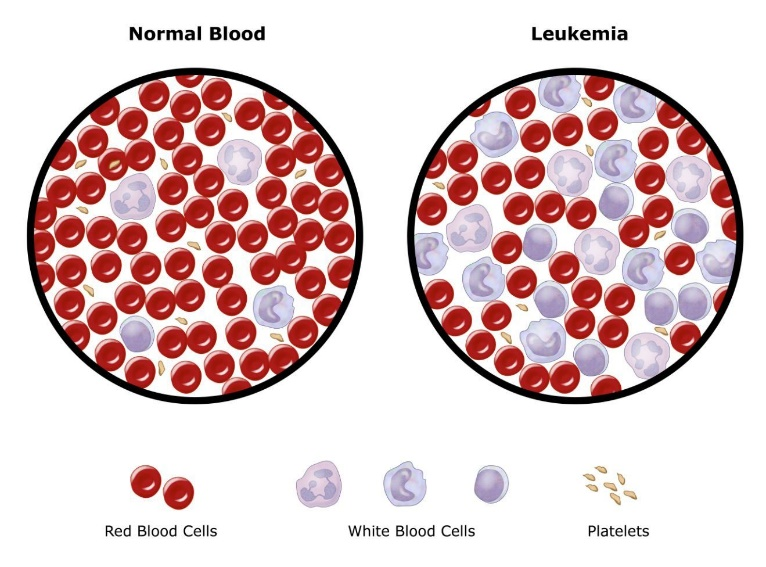 Normal Blood
Leukemia
Red Blood Cells
White Blood Cells
Platelets